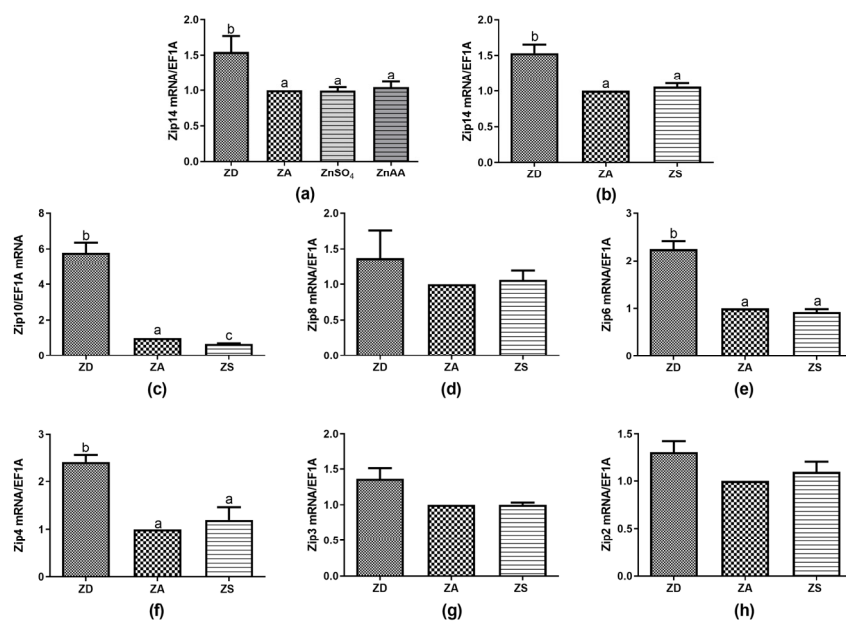 Zip14 mRNA/EF1A
2.0
1.5
1.0
0.5
0.0
b
a
a
a
ZD
ZA
ZnSO₄
ZnAA
(a)
Zip14 mRNA/EF1A
2.0
1.5
1.0
0.5
0.0
b
a
a
ZD
ZA
ZS
(b)
Zip10/EF1A mRNA
8
6
4
2
0
b
a
c
ZD
ZA
ZS
(c)
Zip8 mRNA/EF1A
2.0
1.5
1.0
0.5
0.0
ZD
ZA
ZS
(d)
Zip6 mRNA/EF1A
3
2
1
0
b
a
a
ZD
ZA
ZS
(e)
Zip4 mRNA/EF1A
3
2
1
0
b
a
a
ZD
ZA
ZS
(f)
Zip3 mRNA/EF1A
2.0
1.5
1.0
0.5
0.0
ZD
ZA
ZS
(g)
Zip2 mRNA/EF1A
1.5
1.0
0.5
0.0
ZD
ZA
ZS
(h)